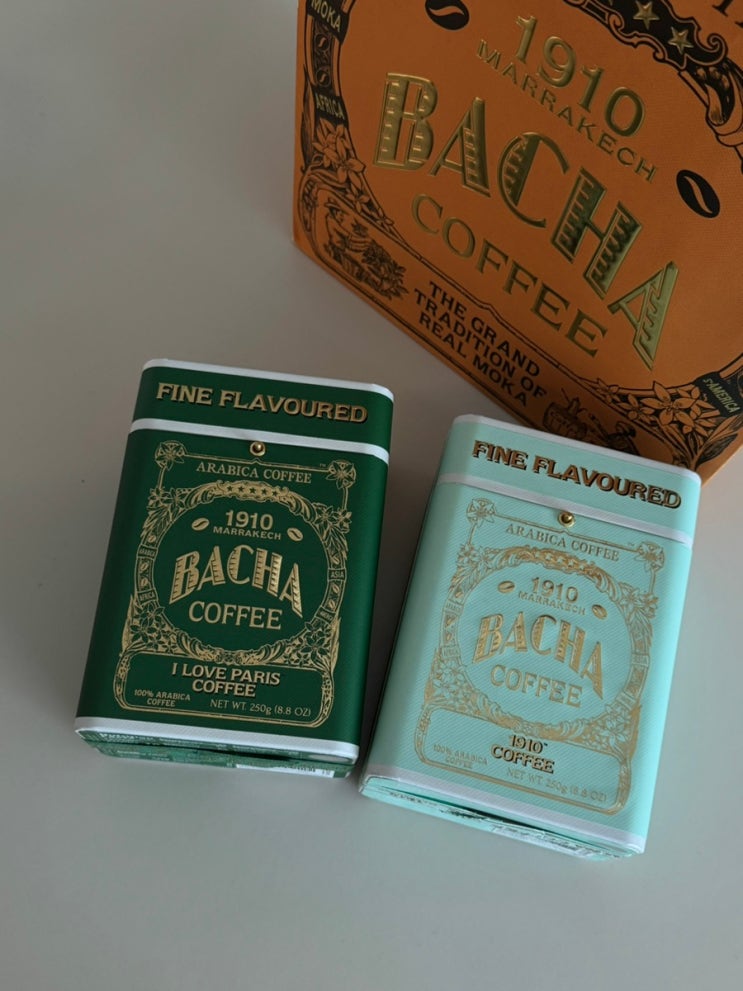 MOKA
AFRICA
1910
MARRAKECH
BACHA
COFFEE
THE GRAND
TRADITION OF
REAL MOKA
S.AMERICA
FINE FLAVOURED
ARABICA COFFEE
1910
MARRAKECH
BACHA
COFFEE
ARABICA
AFRICA
ASIA
I LOVE PARIS
COFFEE
100% ARABICA
COFFEE
NET WT. 250g (8.8 OZ)
FINE FLAVOURED
ARABICA COFFEE
1910
MARRAKECH
BACHA
COFFEE
"1910"
COFFEE
100% ARABICA
COFFEE
NET WT. 250g (8.8 OZ)